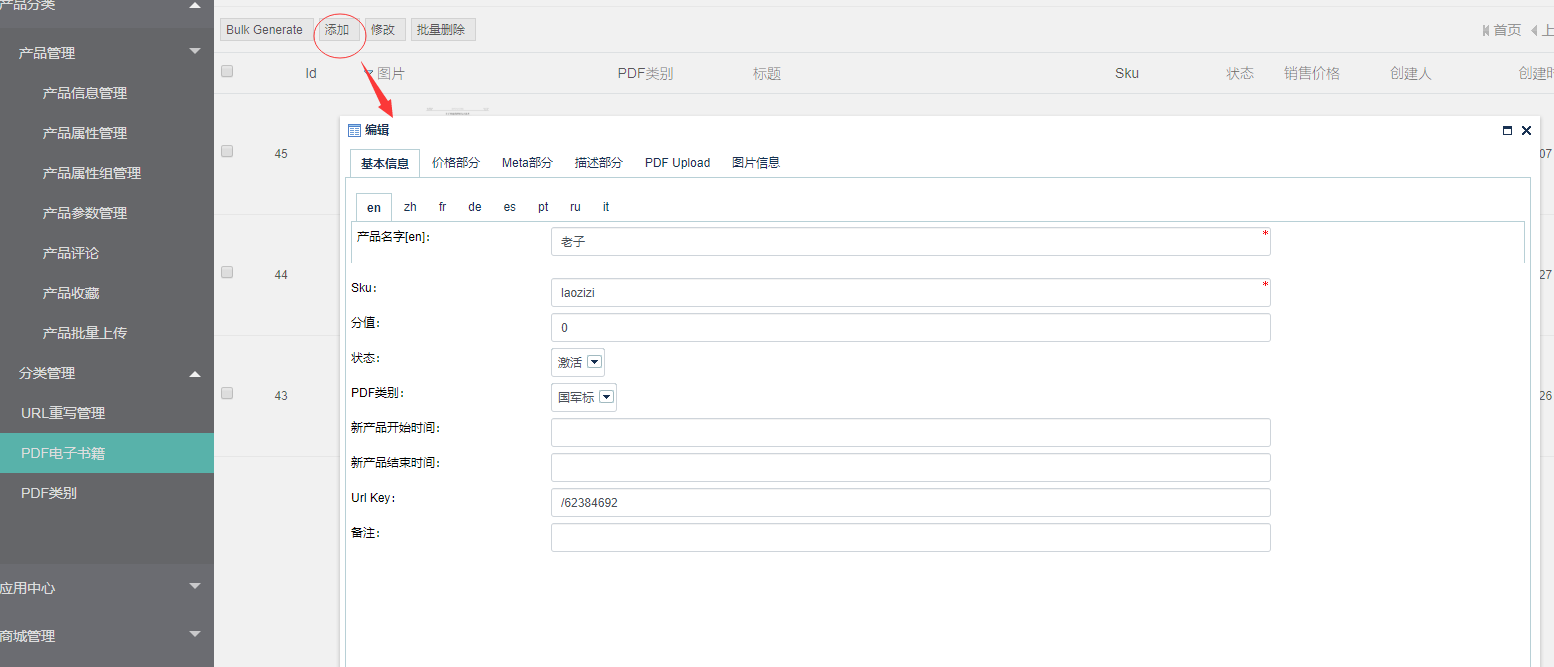 产品分类
产品管理
产品信息管理
产品属性管理
产品属性组管理
产品参数管理
产品评论
产品收藏
产品批量上传
分类管理
URL重写管理
PDF电子书籍
PDF类别
应用中心
商城管理
Bulk Generate 添加 修改 批量删除 首页 上
Id 图片 PDF类别 标题 Sku 状态 销售价格 创建人 创建时
45 07
44 27
43 26
编辑
基本信息 价格部分 Meta部分 描述部分 PDF Upload 图片信息
en zh fr de es pt ru it
产品名字[en]: 老子 *
Sku: laozizi *
分值: 0
状态: 激活
PDF类别: 国军标
新产品开始时间:
新产品结束时间:
Url Key: /62384692
备注: